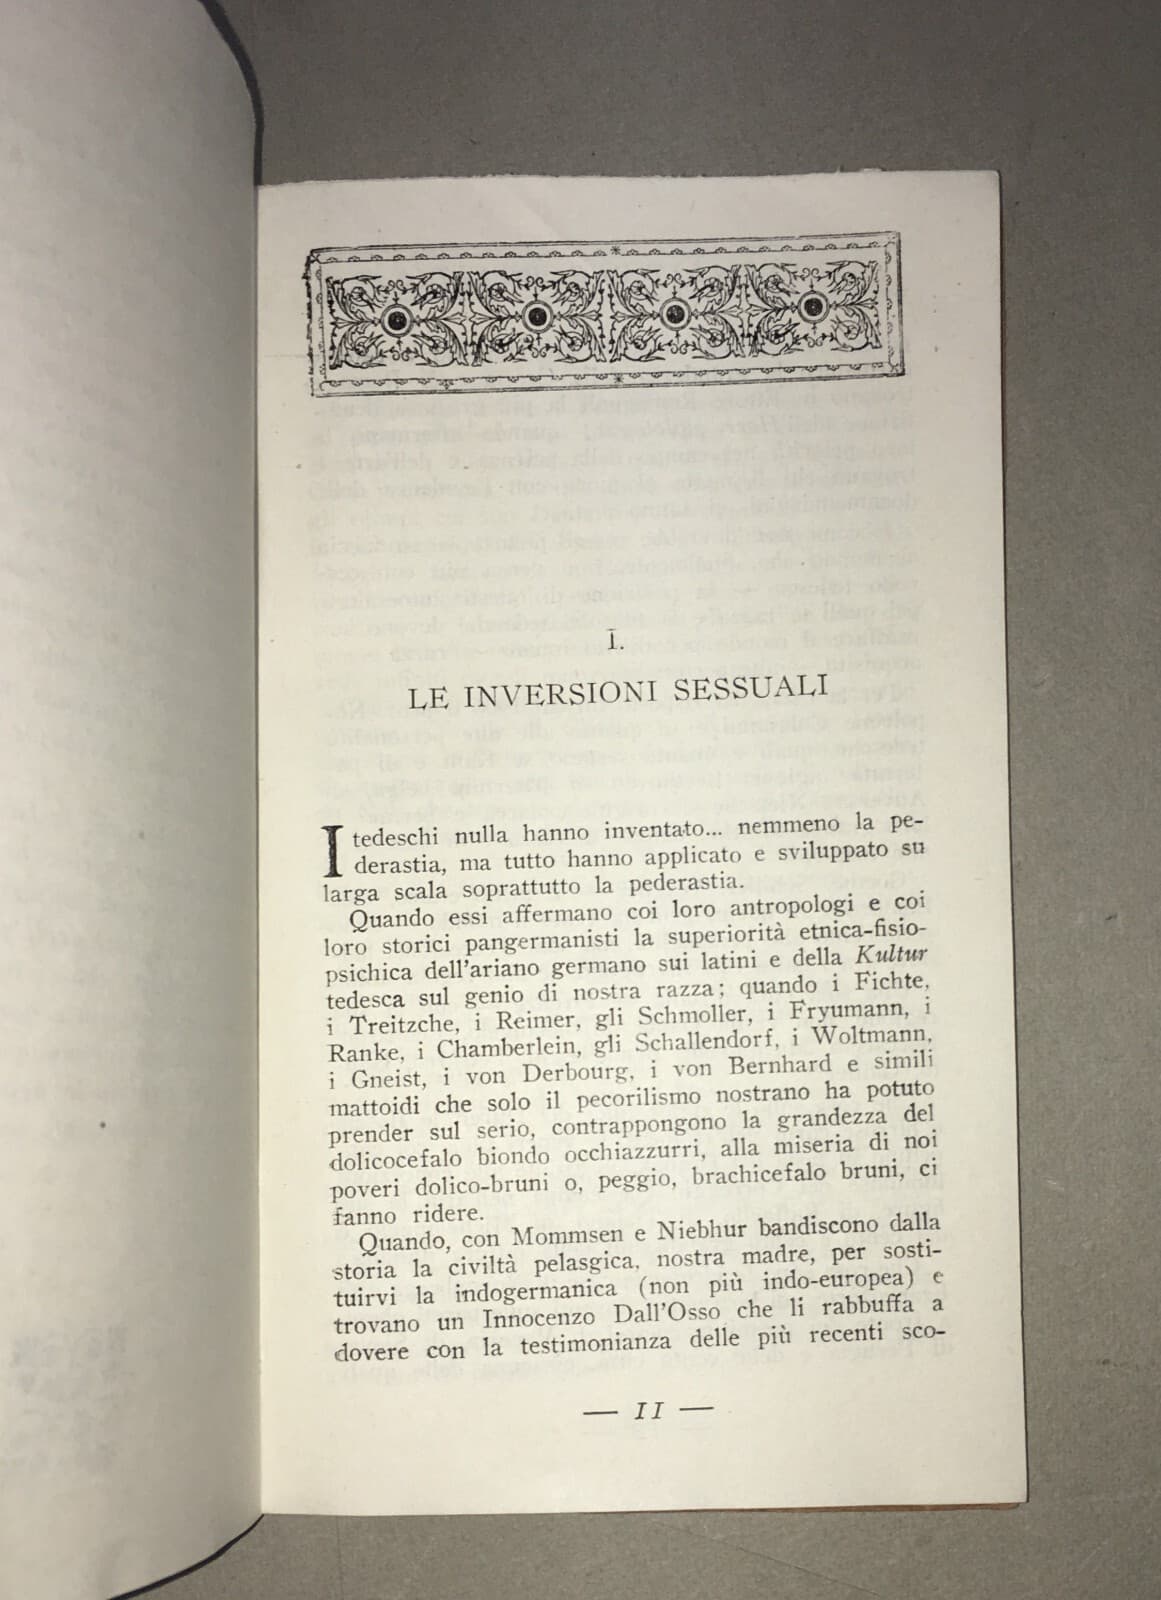 I.
LE INVERSIONI SESSUALI
I tedeschi nulla hanno inventato... nemmeno la pe-
derastia, ma tutto hanno applicato e sviluppato su
larga scala soprattutto la pederastia.
Quando essi affermano coi loro antropologi e coi
loro storici pangermanisti la superiorità etnica-fisio-
psichica dell'ariano germano sui latini e della Kultur
tedesca sul genio di nostra razza; quando i Fichte,
i Treitzche, i Reimer, gli Schmoller, i Fryumann, i
Ranke, i Chamberlein, gli Schallendorf, i Woltmann,
i Gneist, i von Derbourg, i von Bernhard e simili
mattoidi che solo il pecorilismo nostrano ha potuto
prender sul serio, contrappongono la grandezza del
dolicocefalo biondo occhiazzurri, alla miseria di noi
poveri dolico-bruni o, peggio, brachicefalo bruni, ci
fanno ridere.
Quando, con Mommsen e Niebhur bandiscono dalla
storia la civiltà pelasgica, nostra madre, per sosti-
tuirvi la indogermanica (non più indo-europea) e
trovano un Innocenzo Dall'Osso che li rabbuffa a
dovere con la testimonianza delle più recenti sco-
— II —